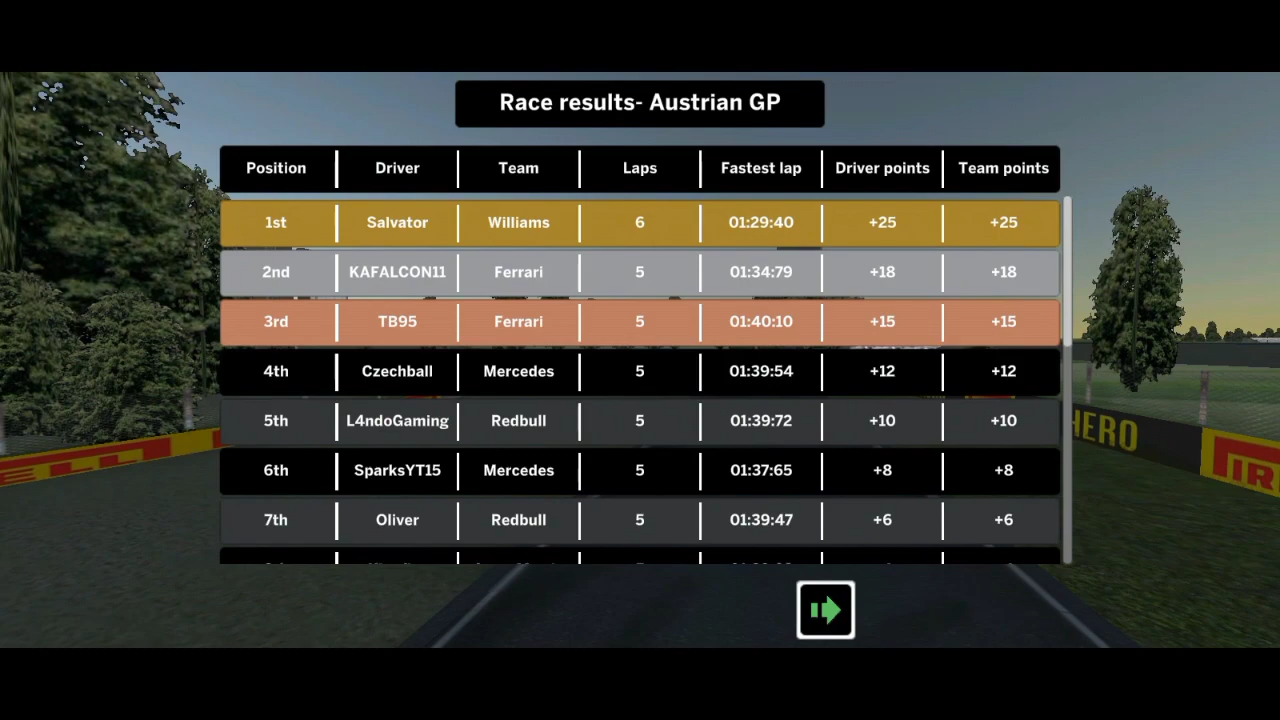 Race results- Austrian GP
Position Driver Team Laps Fastest lap Driver points Team points
1st Salvator Williams 6 01:29:40 +25 +25
2nd KAFALCON11 Ferrari 5 01:34:79 +18 +18
3rd TB95 Ferrari 5 01:40:10 +15 +15
4th Czechball Mercedes 5 01:39:54 +12 +12
5th L4ndoGaming Redbull 5 01:39:72 +10 +10
6th SparksYT15 Mercedes 5 01:37:65 +8 +8
7th Oliver Redbull 5 01:39:47 +6 +6
HERO